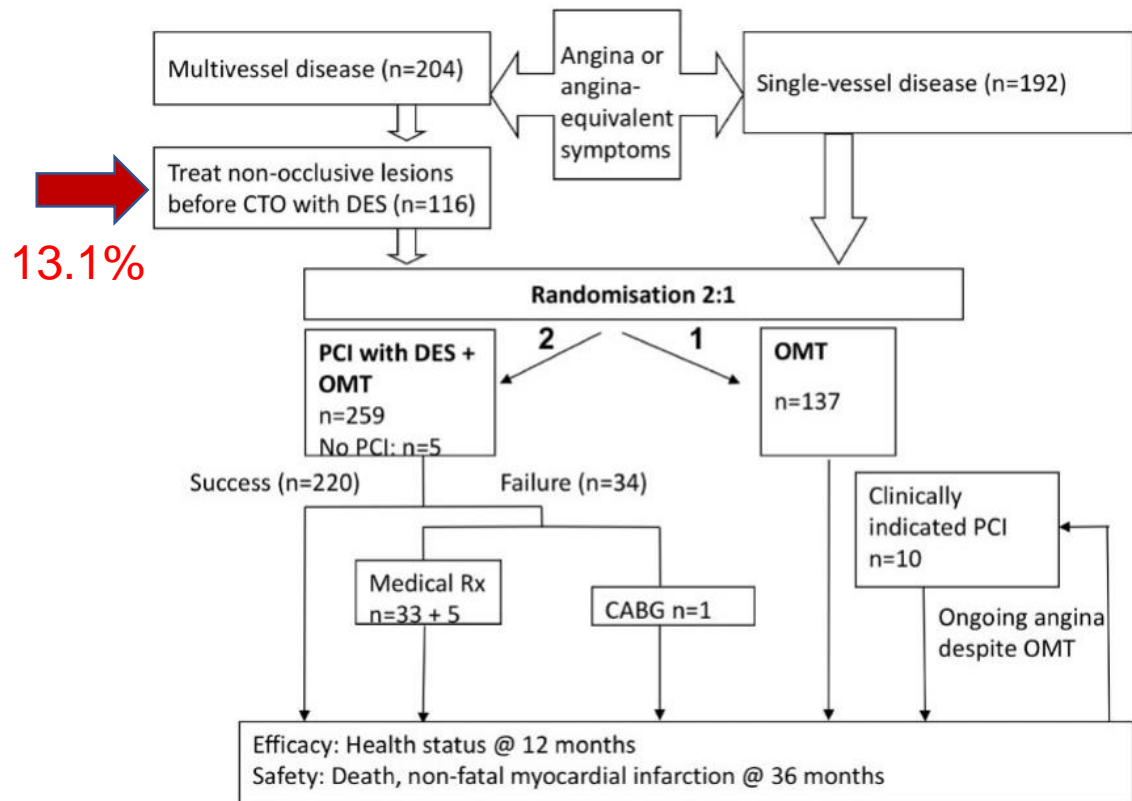 Multivessel disease (n=204)
Angina or
angina-
equivalent
symptoms
Single-vessel disease (n=192)
Treat non-occlusive lesions
before CTO with DES (n=116)
13.1%
Randomisation 2:1
2
1
PCI with DES +
OMT
n=259
No PCI: n=5
OMT
n=137
Success (n=220)
Failure (n=34)
Clinically
indicated PCI
n=10
Medical Rx
n=33 + 5
CABG n=1
Ongoing angina
despite OMT
Efficacy: Health status @ 12 months
Safety: Death, non-fatal myocardial infarction @ 36 months